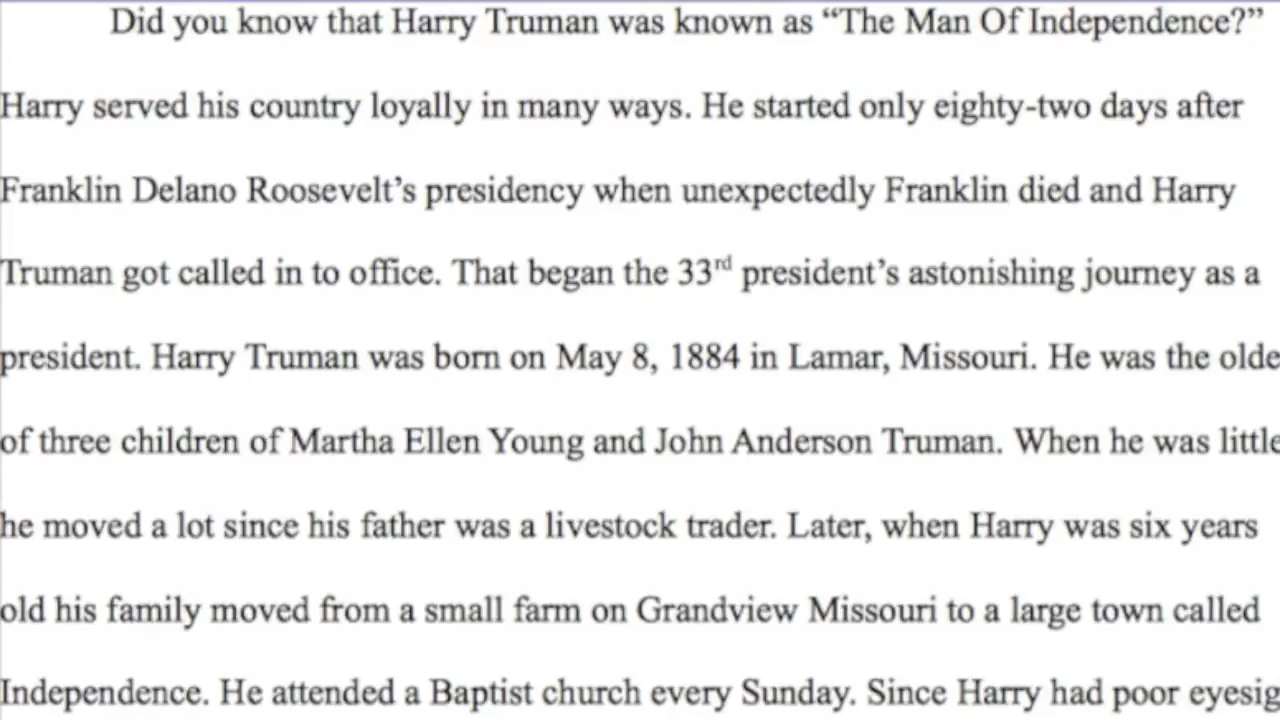 Did you know that Harry Truman was known as “The Man Of Independence?”
Harry served his country loyally in many ways. He started only eighty-two days after
Franklin Delano Roosevelt’s presidency when unexpectedly Franklin died and Harry
Truman got called in to office. That began the 33rd president’s astonishing journey as a
president. Harry Truman was born on May 8, 1884 in Lamar, Missouri. He was the olde
of three children of Martha Ellen Young and John Anderson Truman. When he was little
he moved a lot since his father was a livestock trader. Later, when Harry was six years
old his family moved from a small farm on Grandview Missouri to a large town called
Independence. He attended a Baptist church every Sunday. Since Harry had poor eyesig